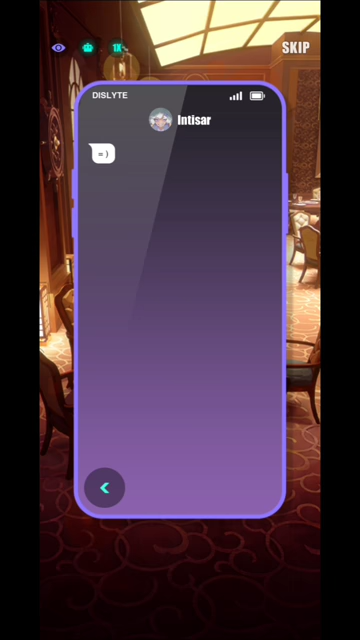 1X
SKIP
DISLYTE
Intisar
= )